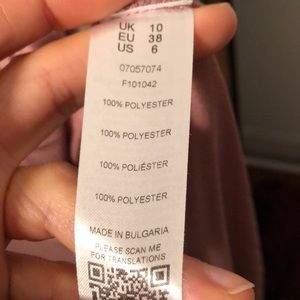 UK 10
EU 38
US 6
07057074
F101042
100% POLYESTER
100% POLYESTER
100% POLIÉSTER
100% POLYESTER
MADE IN BULGARIA
PLEASE SCAN ME
FOR TRANSLATIONS